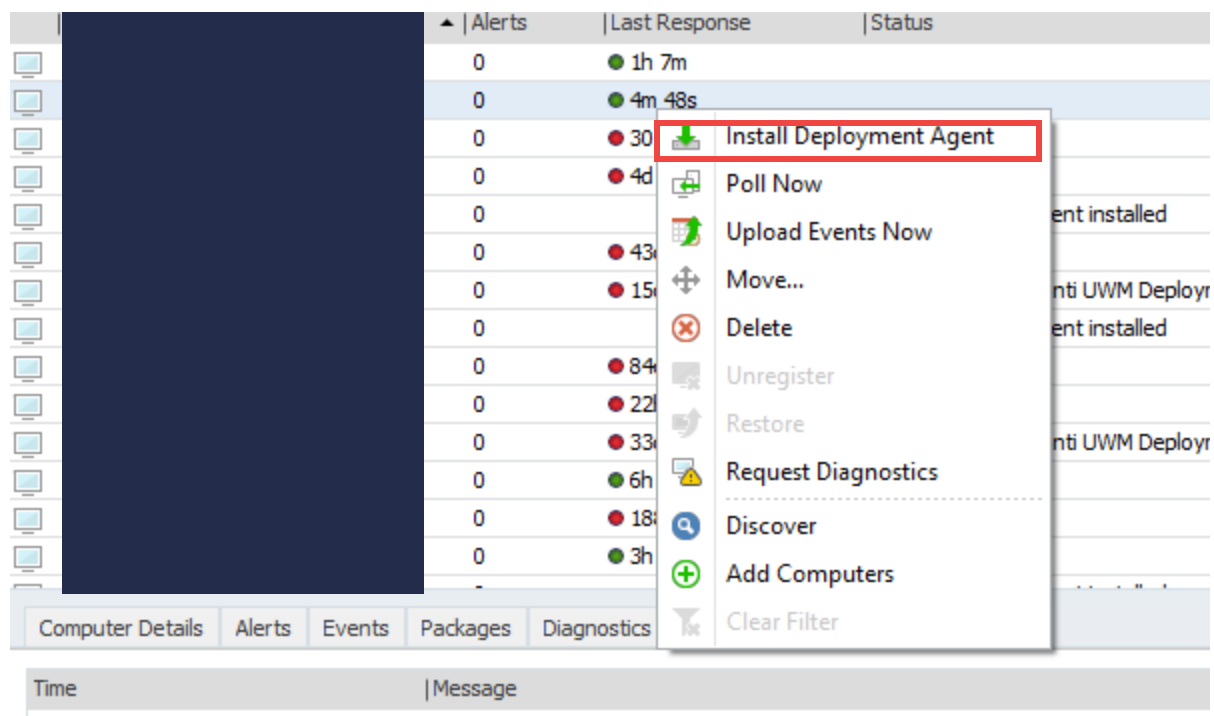 Alerts Last Response Status
0 1h 7m
0 4m 48s
0 30
Install Deployment Agent
0 4d
Poll Now
0 installed
Upload Events Now
0
0 Move...
0 installed
Delete
0
Unregister
0
Restore
0
0 6h
Request Diagnostics
0
Discover
0 3h
Add Computers
Computer Details Alerts Events Packages Diagnostics
Clear Filter
Time Message